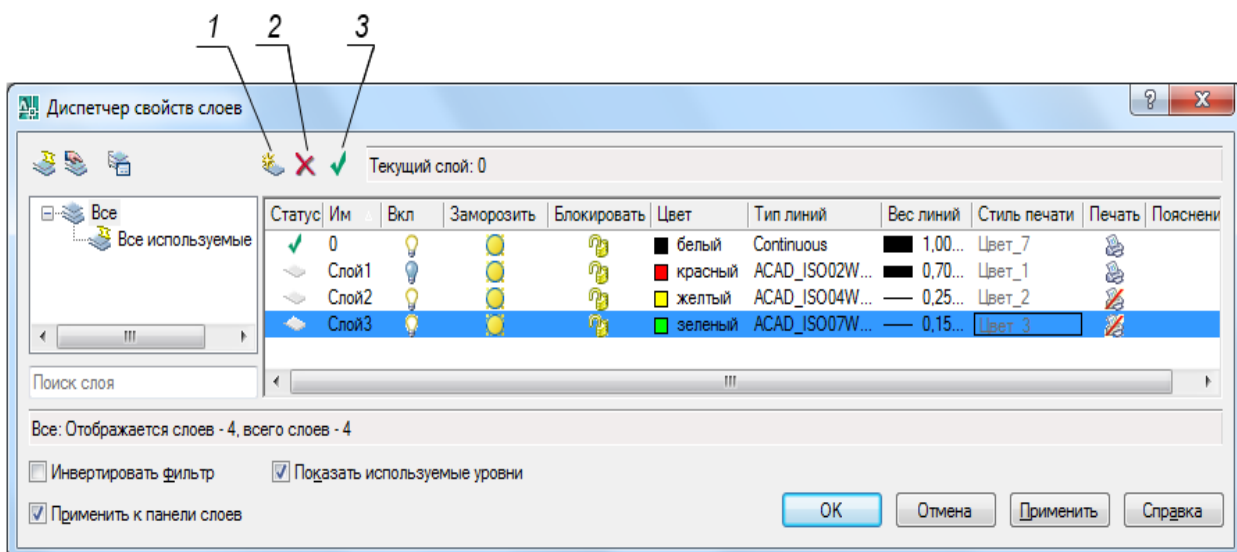 1 2 3
Диспетчер свойств слоев
Текущий слой: 0
Все
Все используемые
Поиск слоя
Статус Им Вкл Заморозить Блокировать Цвет Тип линий Вес линий Стиль печати Печать Пояснени
0 белый Continuous 1,00... Цвет_7
Слой1 красный ACAD_ISO02W... 0,70... Цвет_1
Слой2 желтый ACAD_ISO04W... 0,25... Цвет_2
Слой3 зеленый ACAD_ISO07W... 0,15... Цвет_3
Все: Отображается слоев - 4, всего слоев - 4
Инвертировать фильтр Показать используемые уровни
Применить к панели слоев
OK Отмена Применить Справка